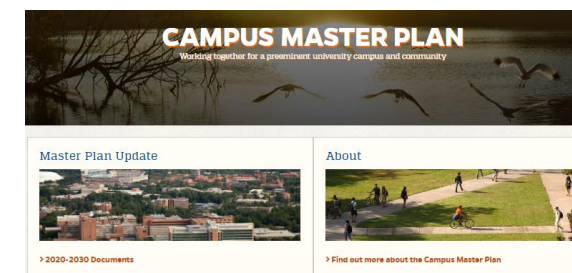 CAMPUS MASTER PLAN
Working together for a preeminent university campus and community
Master Plan Update
> 2020-2030 Documents
About
> Find out more about the Campus Master Plan